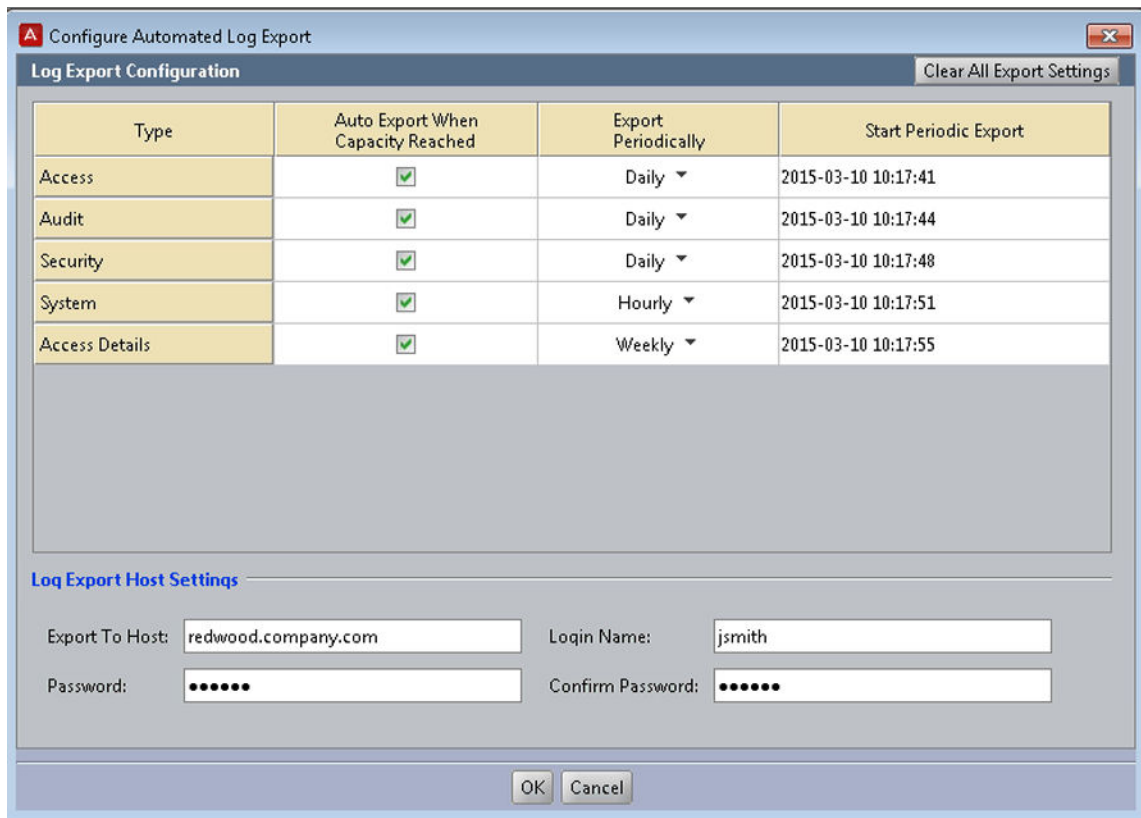 A Configure Automated Log Export
Log Export Configuration Clear All Export Settings
Type Auto Export When Capacity Reached Export Periodically Start Periodic Export
Access Daily 2015-03-10 10:17:41
Audit Daily 2015-03-10 10:17:44
Security Daily 2015-03-10 10:17:48
System Hourly 2015-03-10 10:17:51
Access Details Weekly 2015-03-10 10:17:55
Log Export Host Settings
Export To Host: redwood.company.com Login Name: jsmith
Password: •••••• Confirm Password: ••••••
OK Cancel